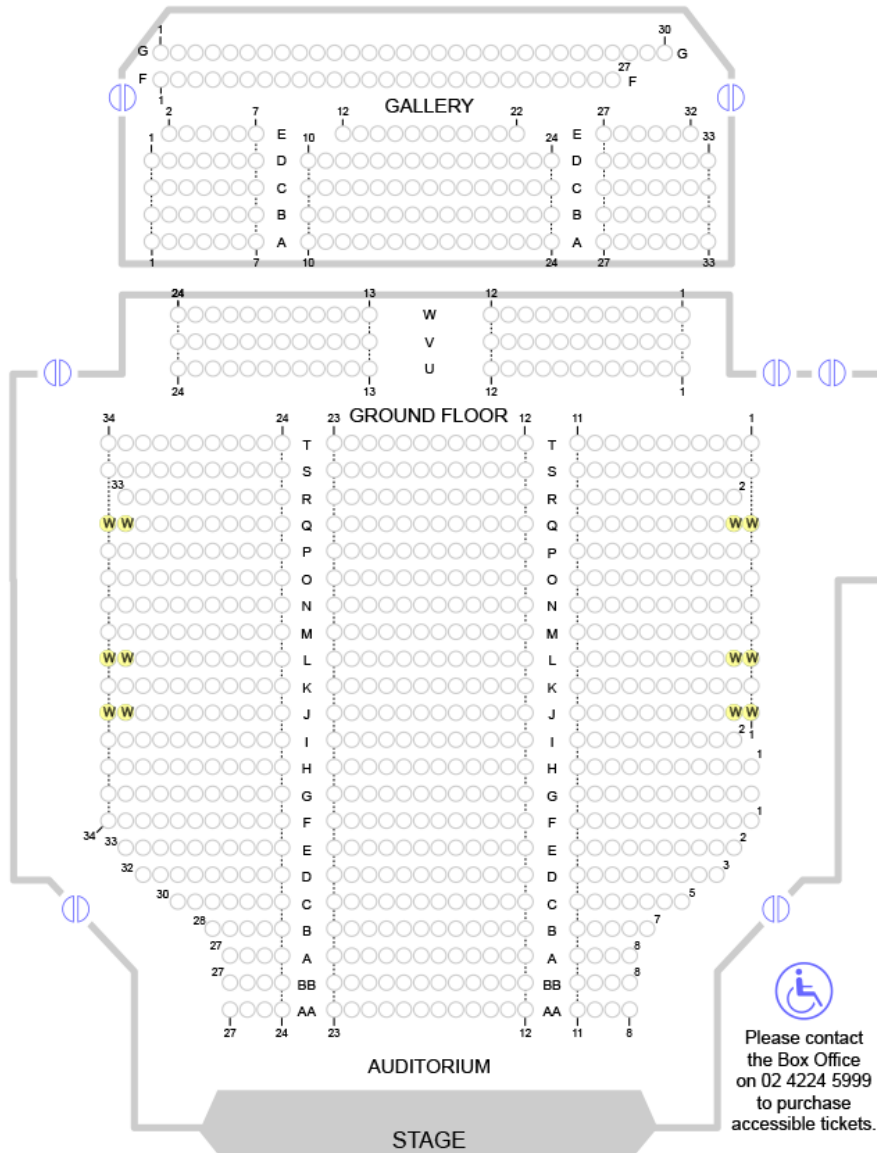 1 30
G G
27
F F
1
GALLERY
2 7 12 22 27 32
1 E 10 24 E 33
D D
C C
B B
A A
1 7 10 24 27 33
24 13 12 1
W
V
U
24 13 12 1
GROUND FLOOR
34 24 23 12 11 1
T T
S S
33 R R 2
W W Q Q W W
P P
O O
N N
M M
W W L L W W
K K
W W J J W W
I I 2 1
H H 1
G G
34 F F 1
33 E E 2
32 D D 3
30 C C 5
28 B B 7
27 A A 8
27 BB BB 8
AA AA
27 24 23 12 11 8
AUDITORIUM
STAGE
Please contact
the Box Office
on 02 4224 5999
to purchase
accessible tickets.